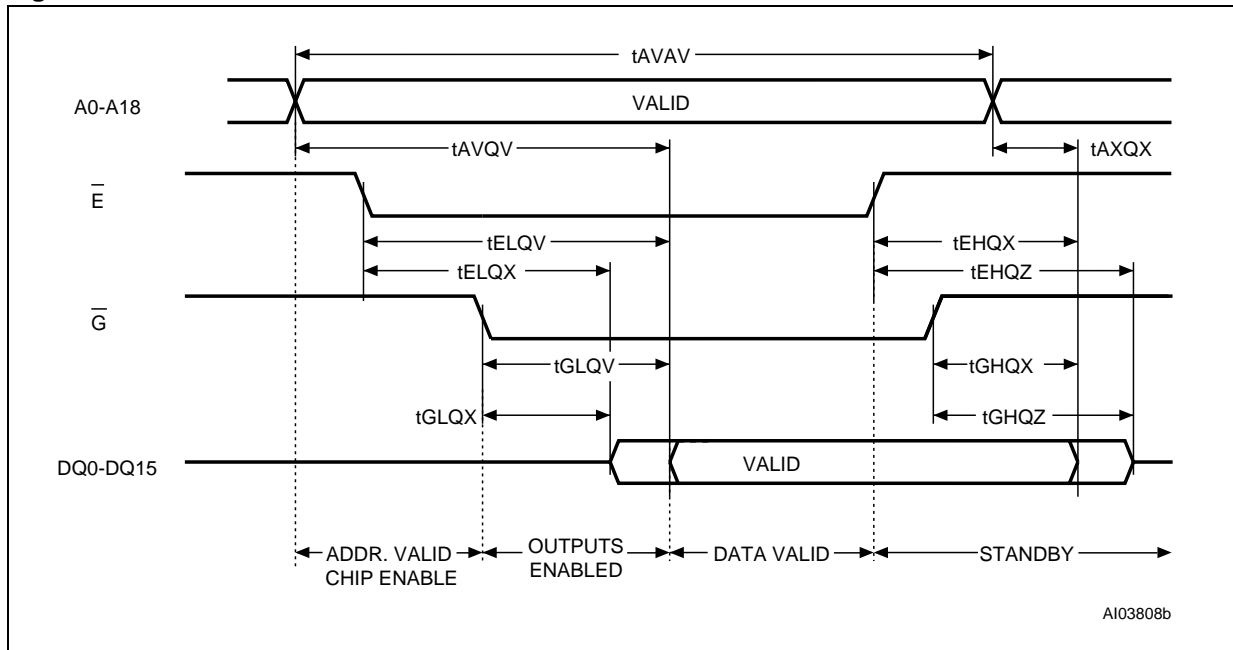 tAVAV
A0-A18
VALID
tAVQV
tAXQX
E
tELQV
tEHQX
tELQX
tEHQZ
G
tGLQV
tGHQX
tGLQX
tGHQZ
DQ0-DQ15
VALID
ADDR. VALID
CHIP ENABLE
OUTPUTS
ENABLED
DATA VALID
STANDBY
AI03808b